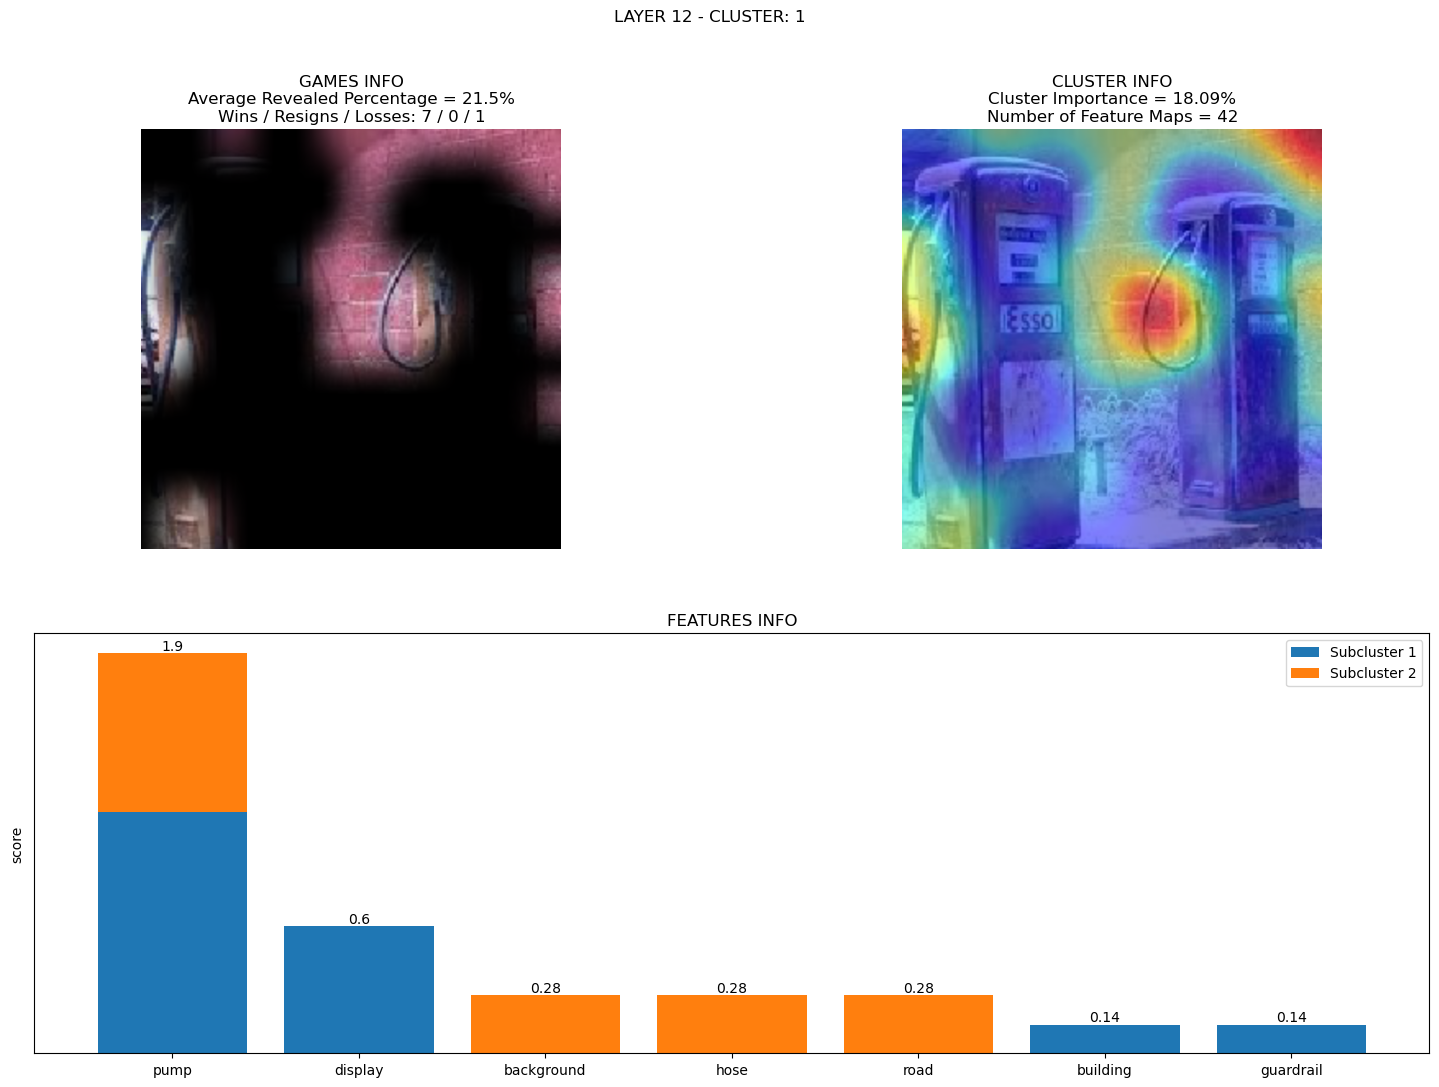 LAYER 12 - CLUSTER: 1
GAMES INFO
Average Revealed Percentage = 21.5%
Wins / Resigns / Losses: 7 / 0 / 1
CLUSTER INFO
Cluster Importance = 18.09%
Number of Feature Maps = 42
ESSO
FEATURES INFO
Subcluster 1
Subcluster 2
score
1.9
0.6
0.28
0.28
0.28
0.14
0.14
pump
display
background
hose
road
building
guardrail